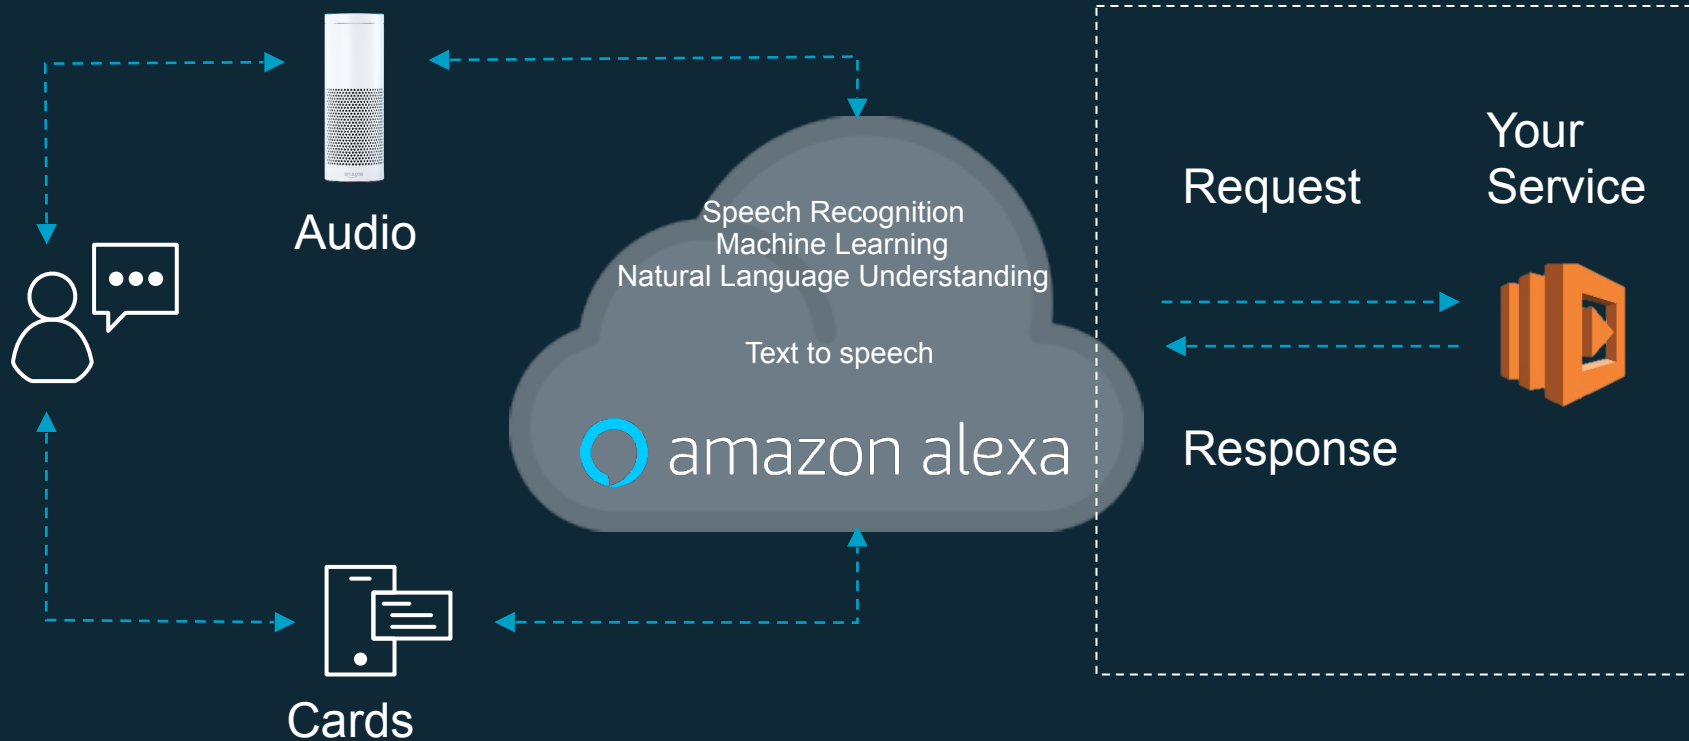 Audio
Speech Recognition
Machine Learning
Natural Language Understanding
Text to speech
amazon alexa
Request
Your
Service
Response
Cards